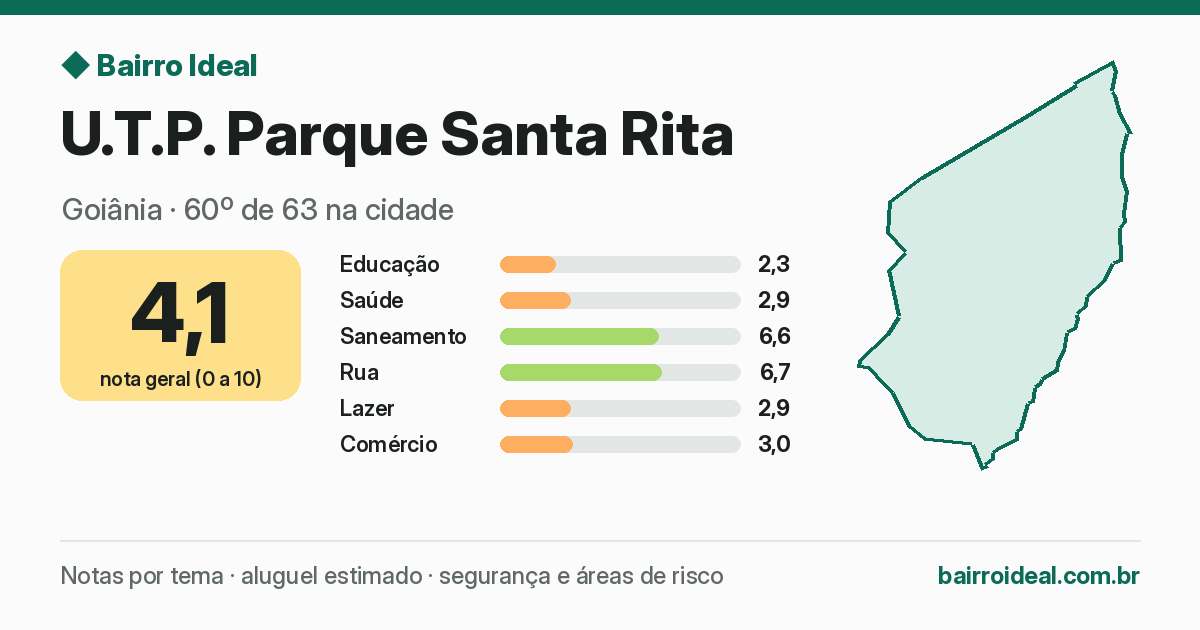 Bairro Ideal
U.T.P. Parque Santa Rita
Goiânia · 60º de 63 na cidade
4,1
nota geral (0 a 10)
Educação 2,3
Saúde 2,9
Saneamento 6,6
Rua 6,7
Lazer 2,9
Comércio 3,0
Notas por tema · aluguel estimado · segurança e áreas de risco
bairroideal.com.br